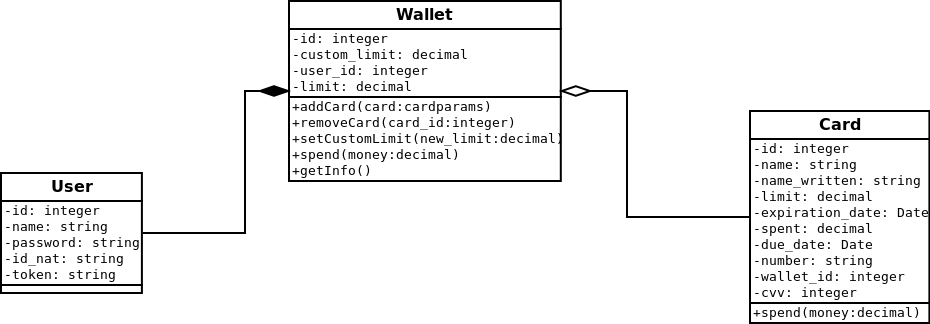 Wallet
-id: integer
-custom_limit: decimal
-user_id: integer
-limit: decimal
+addCard(card:cardparams)
+removeCard(card_id:integer)
+setCustomLimit(new_limit:decimal)
+spend(money:decimal)
+getInfo()
User
-id: integer
-name: string
-password: string
-id_nat: string
-token: string
Card
-id: integer
-name: string
-name_written: string
-limit: decimal
-expiration_date: Date
-spent: decimal
-due_date: Date
-number: string
-wallet_id: integer
-cvv: integer
+spend(money:decimal)